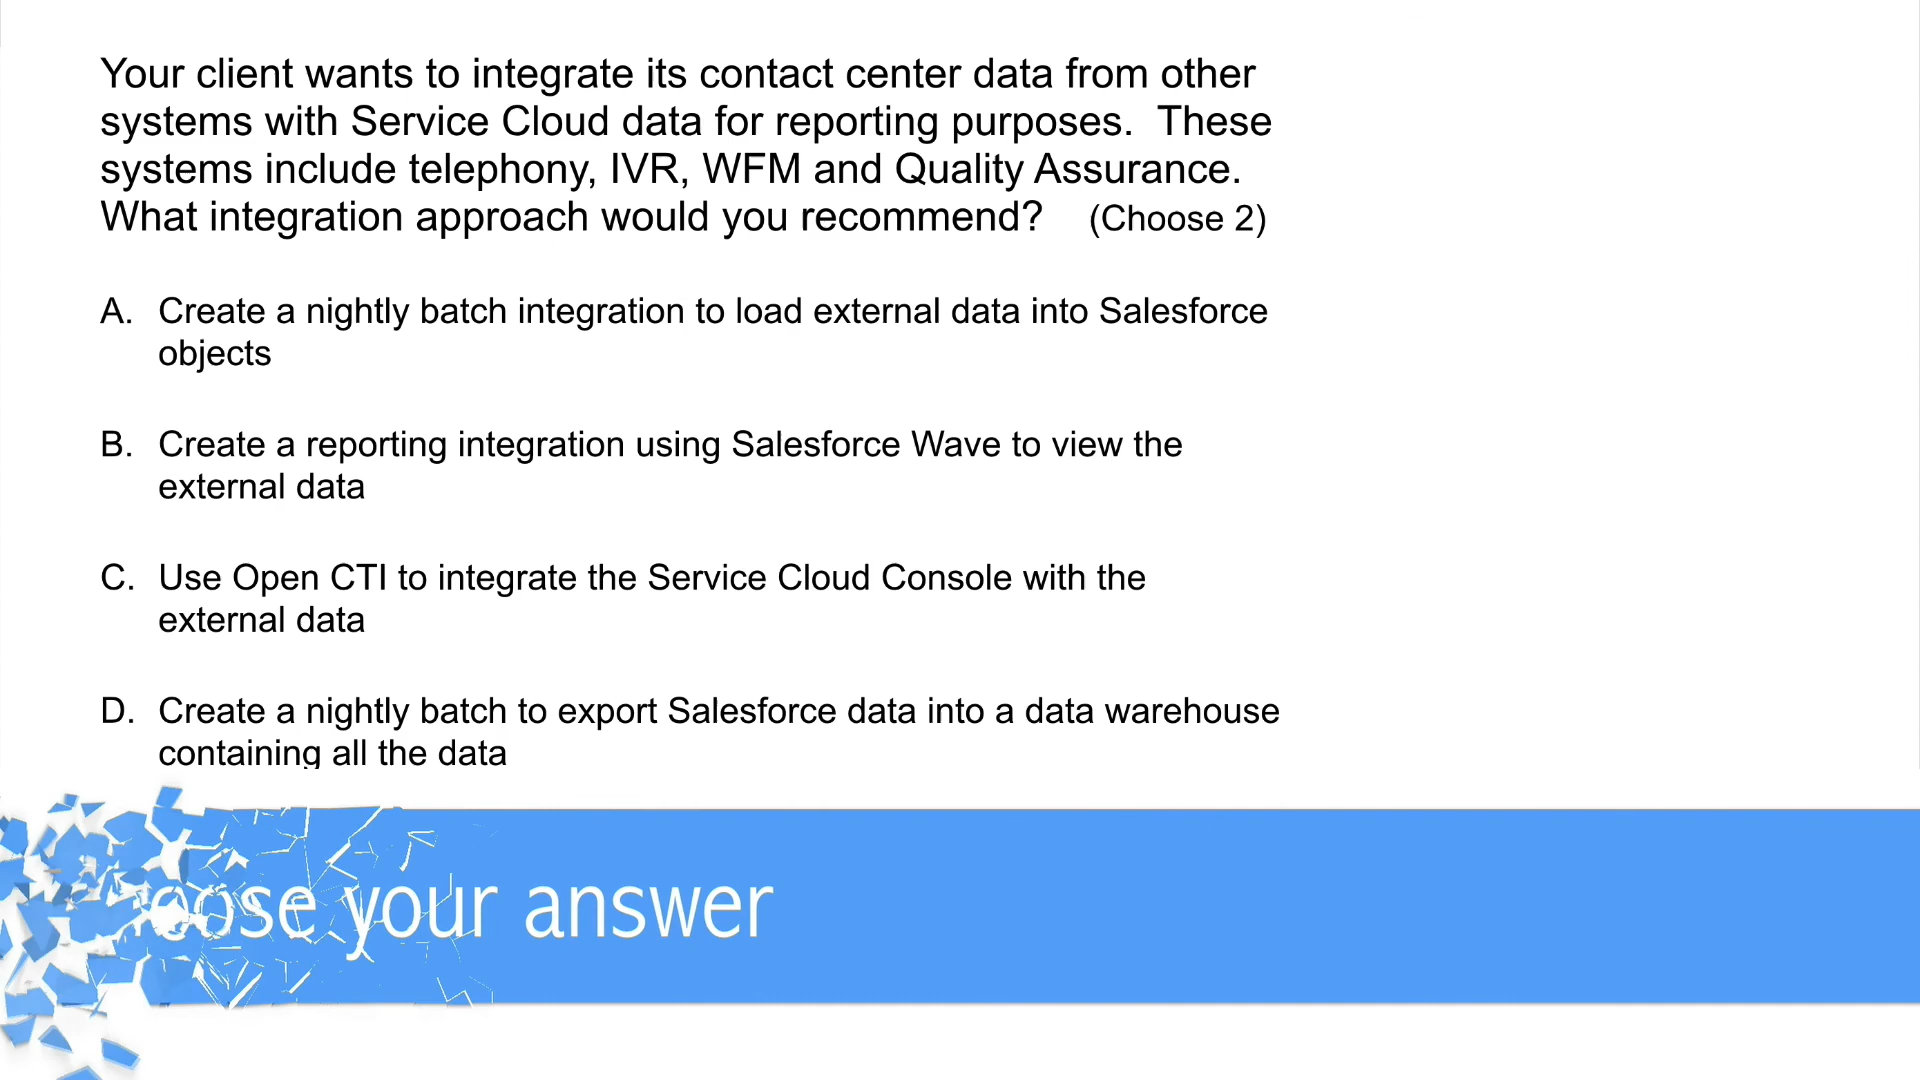 Your client wants to integrate its contact center data from other
systems with Service Cloud data for reporting purposes.  These
systems include telephony, IVR, WFM and Quality Assurance.
What integration approach would you recommend?    (Choose 2)
A. Create a nightly batch integration to load external data into Salesforce
objects
B. Create a reporting integration using Salesforce Wave to view the
external data
C. Use Open CTI to integrate the Service Cloud Console with the
external data
D. Create a nightly batch to export Salesforce data into a data warehouse
containing all the data
your answer